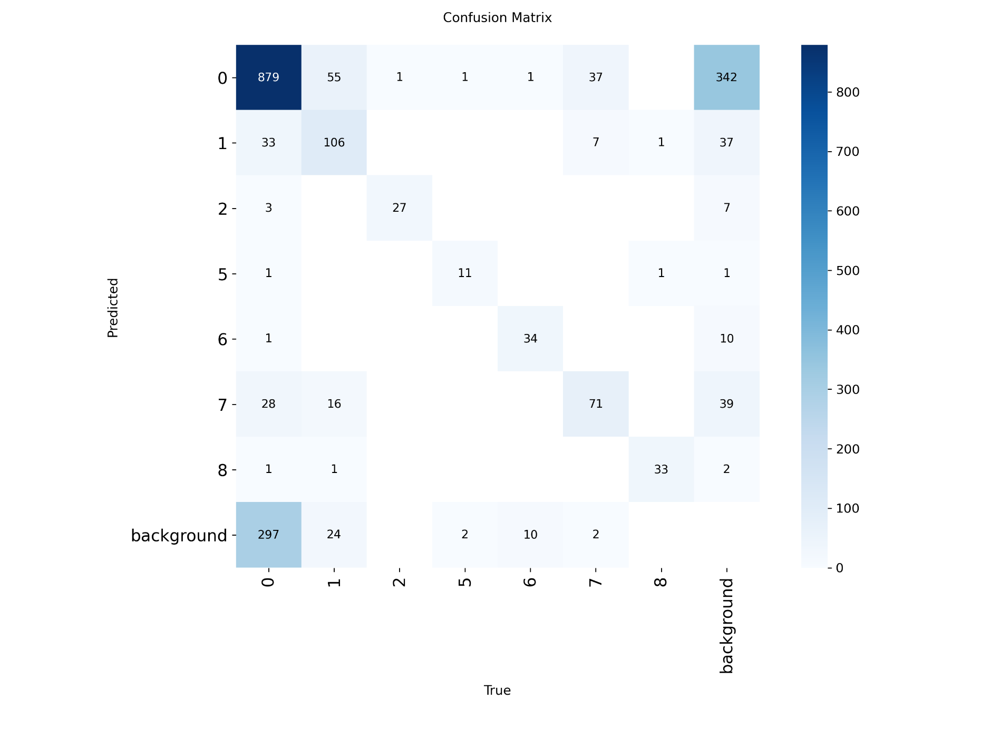 Confusion Matrix
0 879 55 1 1 1 37 342
1 33 106 7 1 37
2 3 27 7
5 1 11 1 1
6 1 34 10
7 28 16 71 39
8 1 1 33 2
background 297 24 2 10 2
0 1 2 5 6 7 8 background
Predicted
True
800
700
600
500
400
300
200
100
0